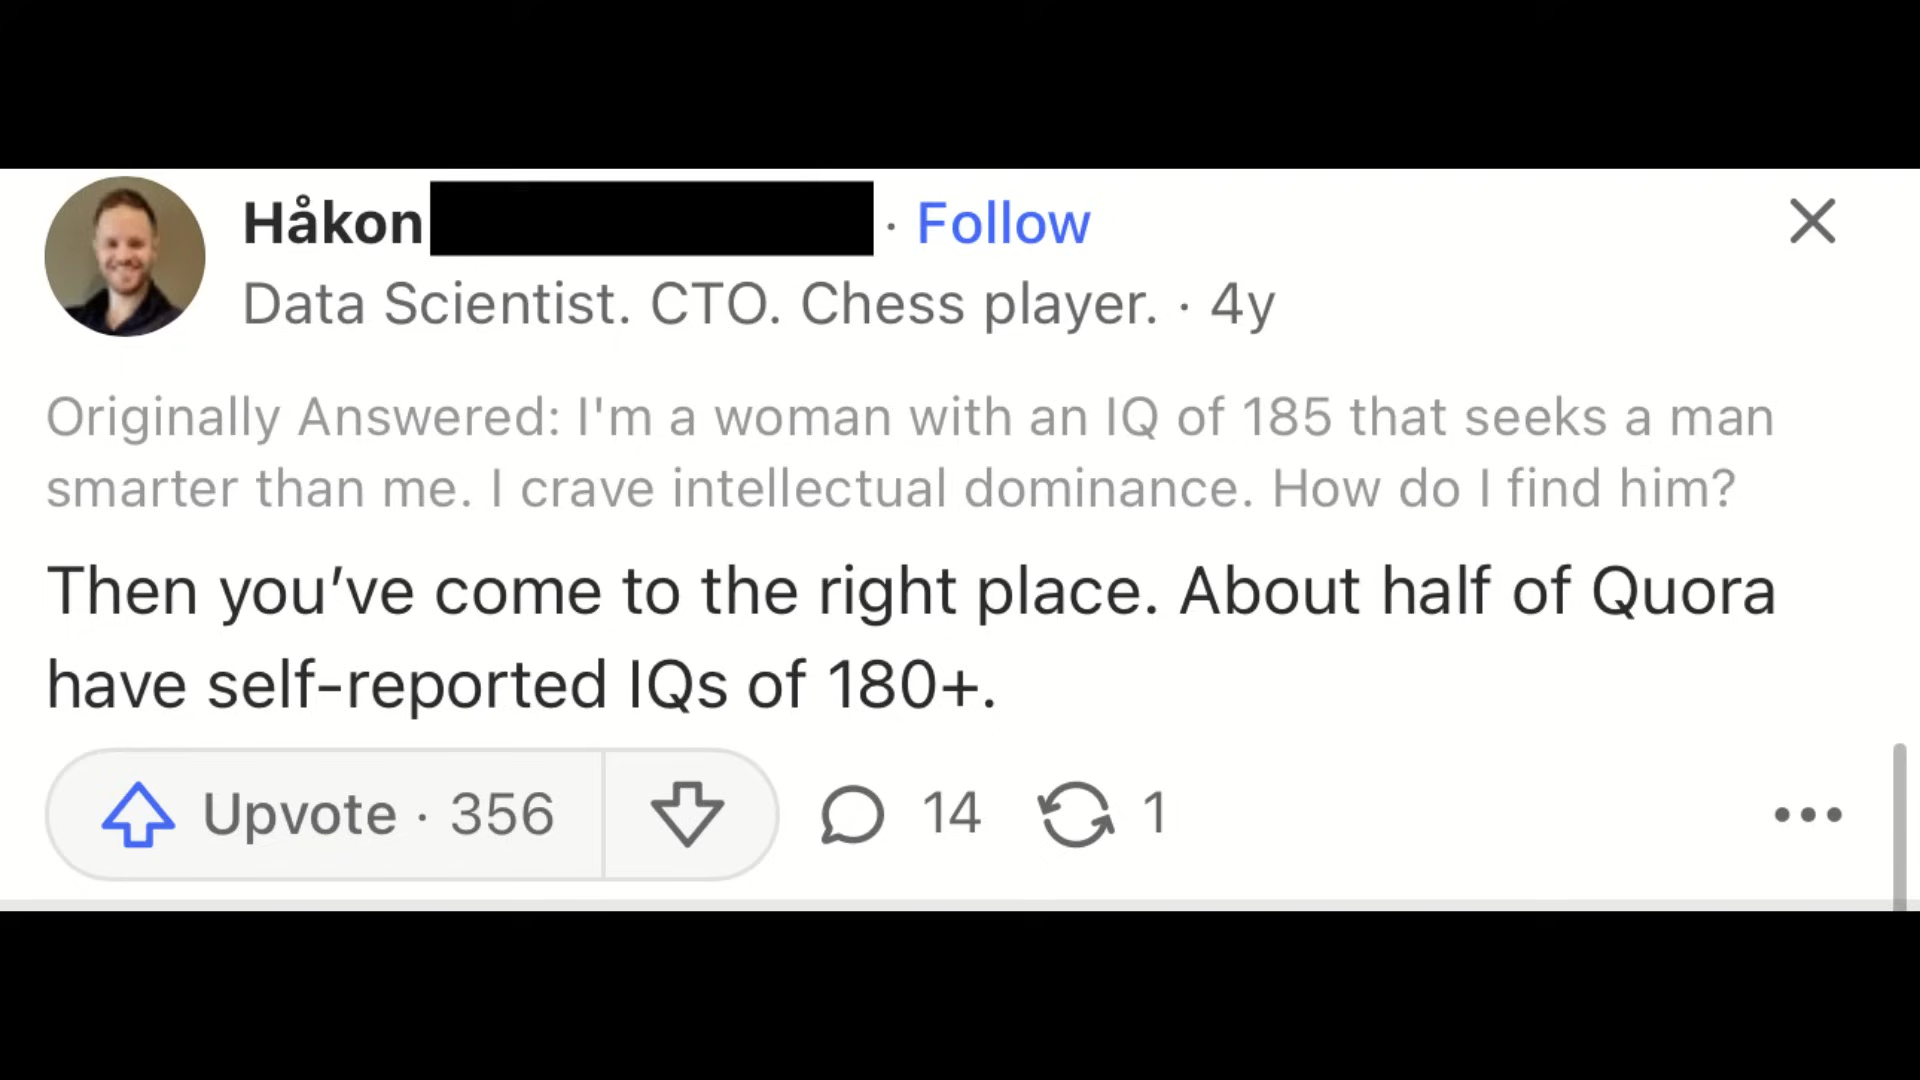 Håkon · Follow
Data Scientist. CTO. Chess player. · 4y
Originally Answered: I'm a woman with an IQ of 185 that seeks a man
smarter than me. I crave intellectual dominance. How do I find him?
Then you’ve come to the right place. About half of Quora
have self-reported IQs of 180+.
Upvote · 356 14 1